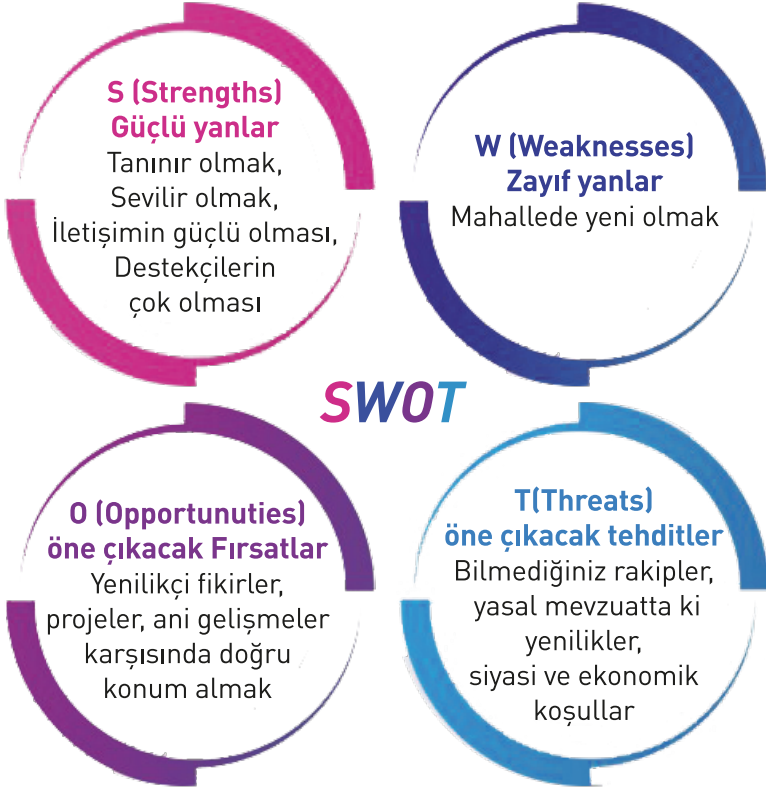 S (Strengths)
Güçlü yanlar
Tanınır olmak,
Sevilir olmak,
İletişimin güçlü olması,
Destekçilerin
çok olması
W (Weaknesses)
Zayıf yanlar
Mahallede yeni olmak
SWOT
O (Opportunuties)
öne çıkacak Fırsatlar
Yenilikçi fikirler,
projeler, ani gelişmeler
karşısında doğru
konum almak
T(Threats)
öne çıkacak tehditler
Bilmediğiniz rakipler,
yasal mevzuatta ki
yenilikler,
siyasi ve ekonomik
koşullar